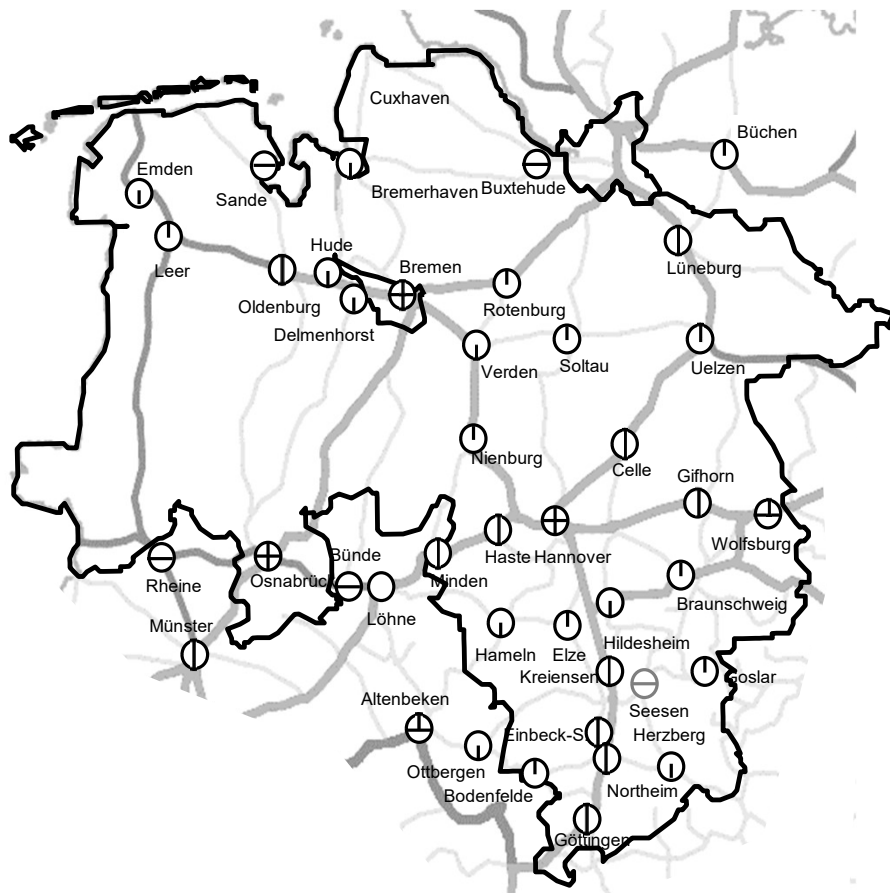 Cuxhaven
Büchen
Emden
Sande
Bremerhaven
Buxtehude
Leer
Hude
Bremen
Lüneburg
Oldenburg
Rotenburg
Delmenhorst
Verden
Soltau
Uelzen
Nienburg
Celle
Gifhorn
Haste
Hannover
Wolfsburg
Bünde
Rheine
Osnabrück
Minden
Löhne
Braunschweig
Münster
Hameln
Elze
Hildesheim
Kreiensen
Goslar
Altenbeken
Seesen
Einbeck-S
Herzberg
Ottbergen
Bodenfelde
Northeim
Göttingen